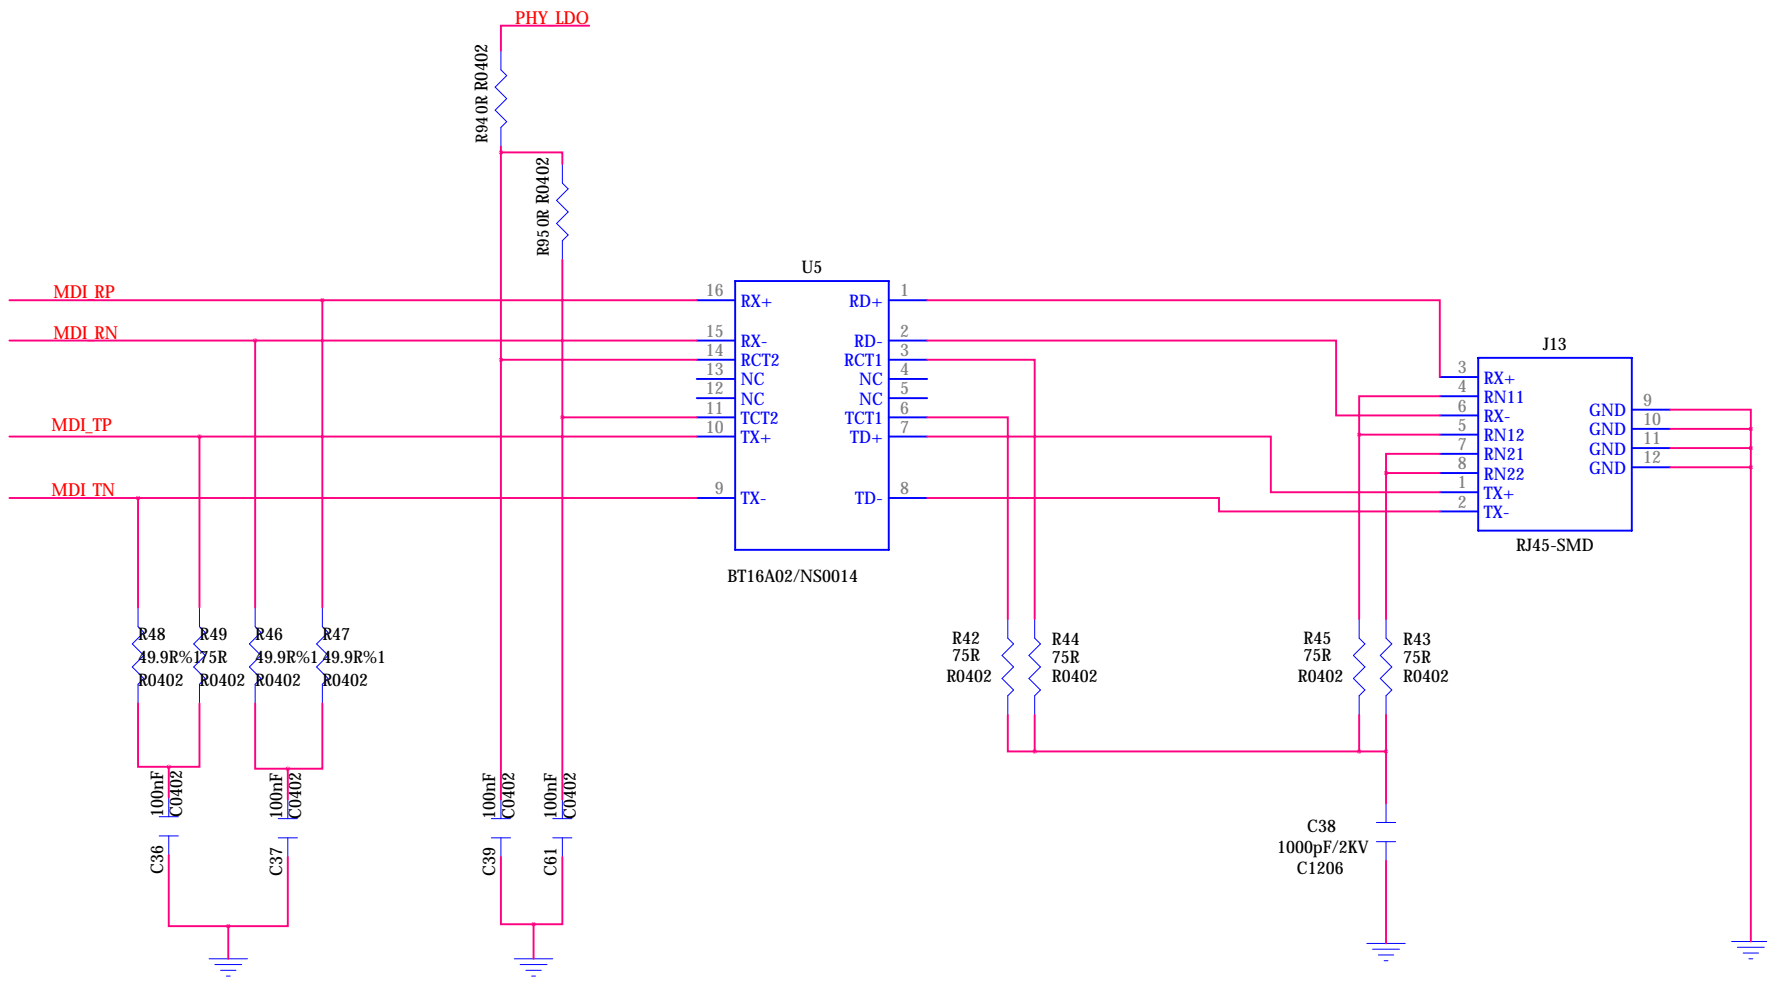 PHY_LDO
R94 0R R0402
R95 0R R0402
MDI_RP
MDI_RN
MDI_TP
MDI_TN
U5
16 RX+ RD+ 1
15 RX- RD- 2
14 RCT2 RCT1 3
13 NC NC 4
12 NC NC 5
11 TCT2 TCT1 6
10 TX+ TD+ 7
9 TX- TD- 8
BT16A02/NS0014
J13
3 RX+
4 RN11
6 RX-
5 RN12
7 RN21
8 RN22
1 TX+
2 TX-
GND 9
GND 10
GND 11
GND 12
RJ45-SMD
R48
49.9R%1
R0402
R49
75R
R0402
R46
49.9R%1
R0402
R47
49.9R%1
R0402
R42
75R
R0402
R44
75R
R0402
R45
75R
R0402
R43
75R
R0402
100nF
C0402
C36
100nF
C0402
C37
100nF
C0402
C39
100nF
C0402
C61
C38
1000pF/2KV
C1206